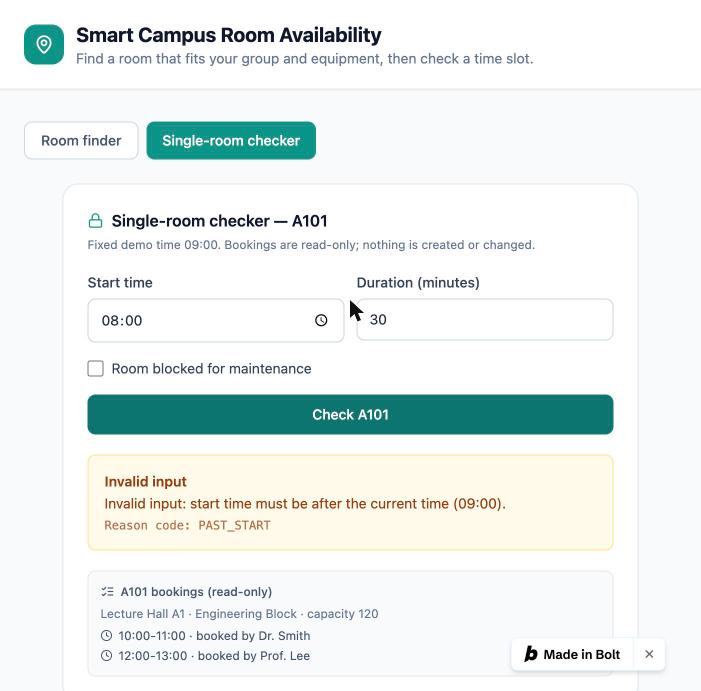 Smart Campus Room Availability
Find a room that fits your group and equipment, then check a time slot.
Room finder
Single-room checker
Single-room checker — A101
Fixed demo time 09:00. Bookings are read-only; nothing is created or changed.
Start time
Duration (minutes)
08:00
30
Room blocked for maintenance
Check A101
Invalid input
Invalid input: start time must be after the current time (09:00).
Reason code: PAST_START
A101 bookings (read-only)
Lecture Hall A1 · Engineering Block · capacity 120
10:00-11:00 · booked by Dr. Smith
12:00-13:00 · booked by Prof. Lee
b Made in Bolt